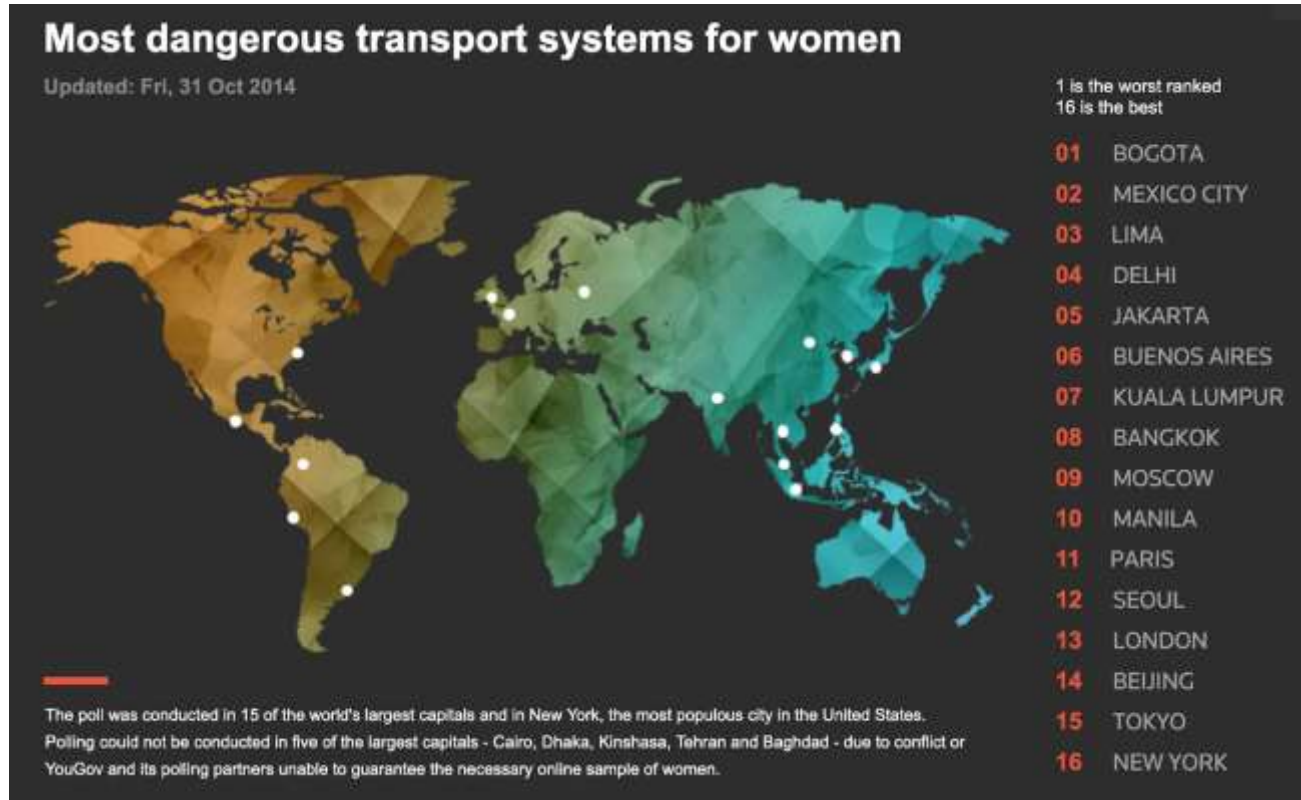 Most dangerous transport systems for women
Updated: Fri, 31 Oct 2014
1 is the worst ranked
16 is the best
01 BOGOTA
02 MEXICO CITY
03 LIMA
04 DELHI
05 JAKARTA
06 BUENOS AIRES
07 KUALA LUMPUR
08 BANGKOK
09 MOSCOW
10 MANILA
11 PARIS
12 SEOUL
13 LONDON
14 BEIJING
15 TOKYO
16 NEW YORK
The poll was conducted in 15 of the world's largest capitals and in New York, the most populous city in the United States.
Polling could not be conducted in five of the largest capitals - Cairo, Dhaka, Kinshasa, Tehran and Baghdad - due to conflict or
YouGov and its polling partners unable to guarantee the necessary online sample of women.